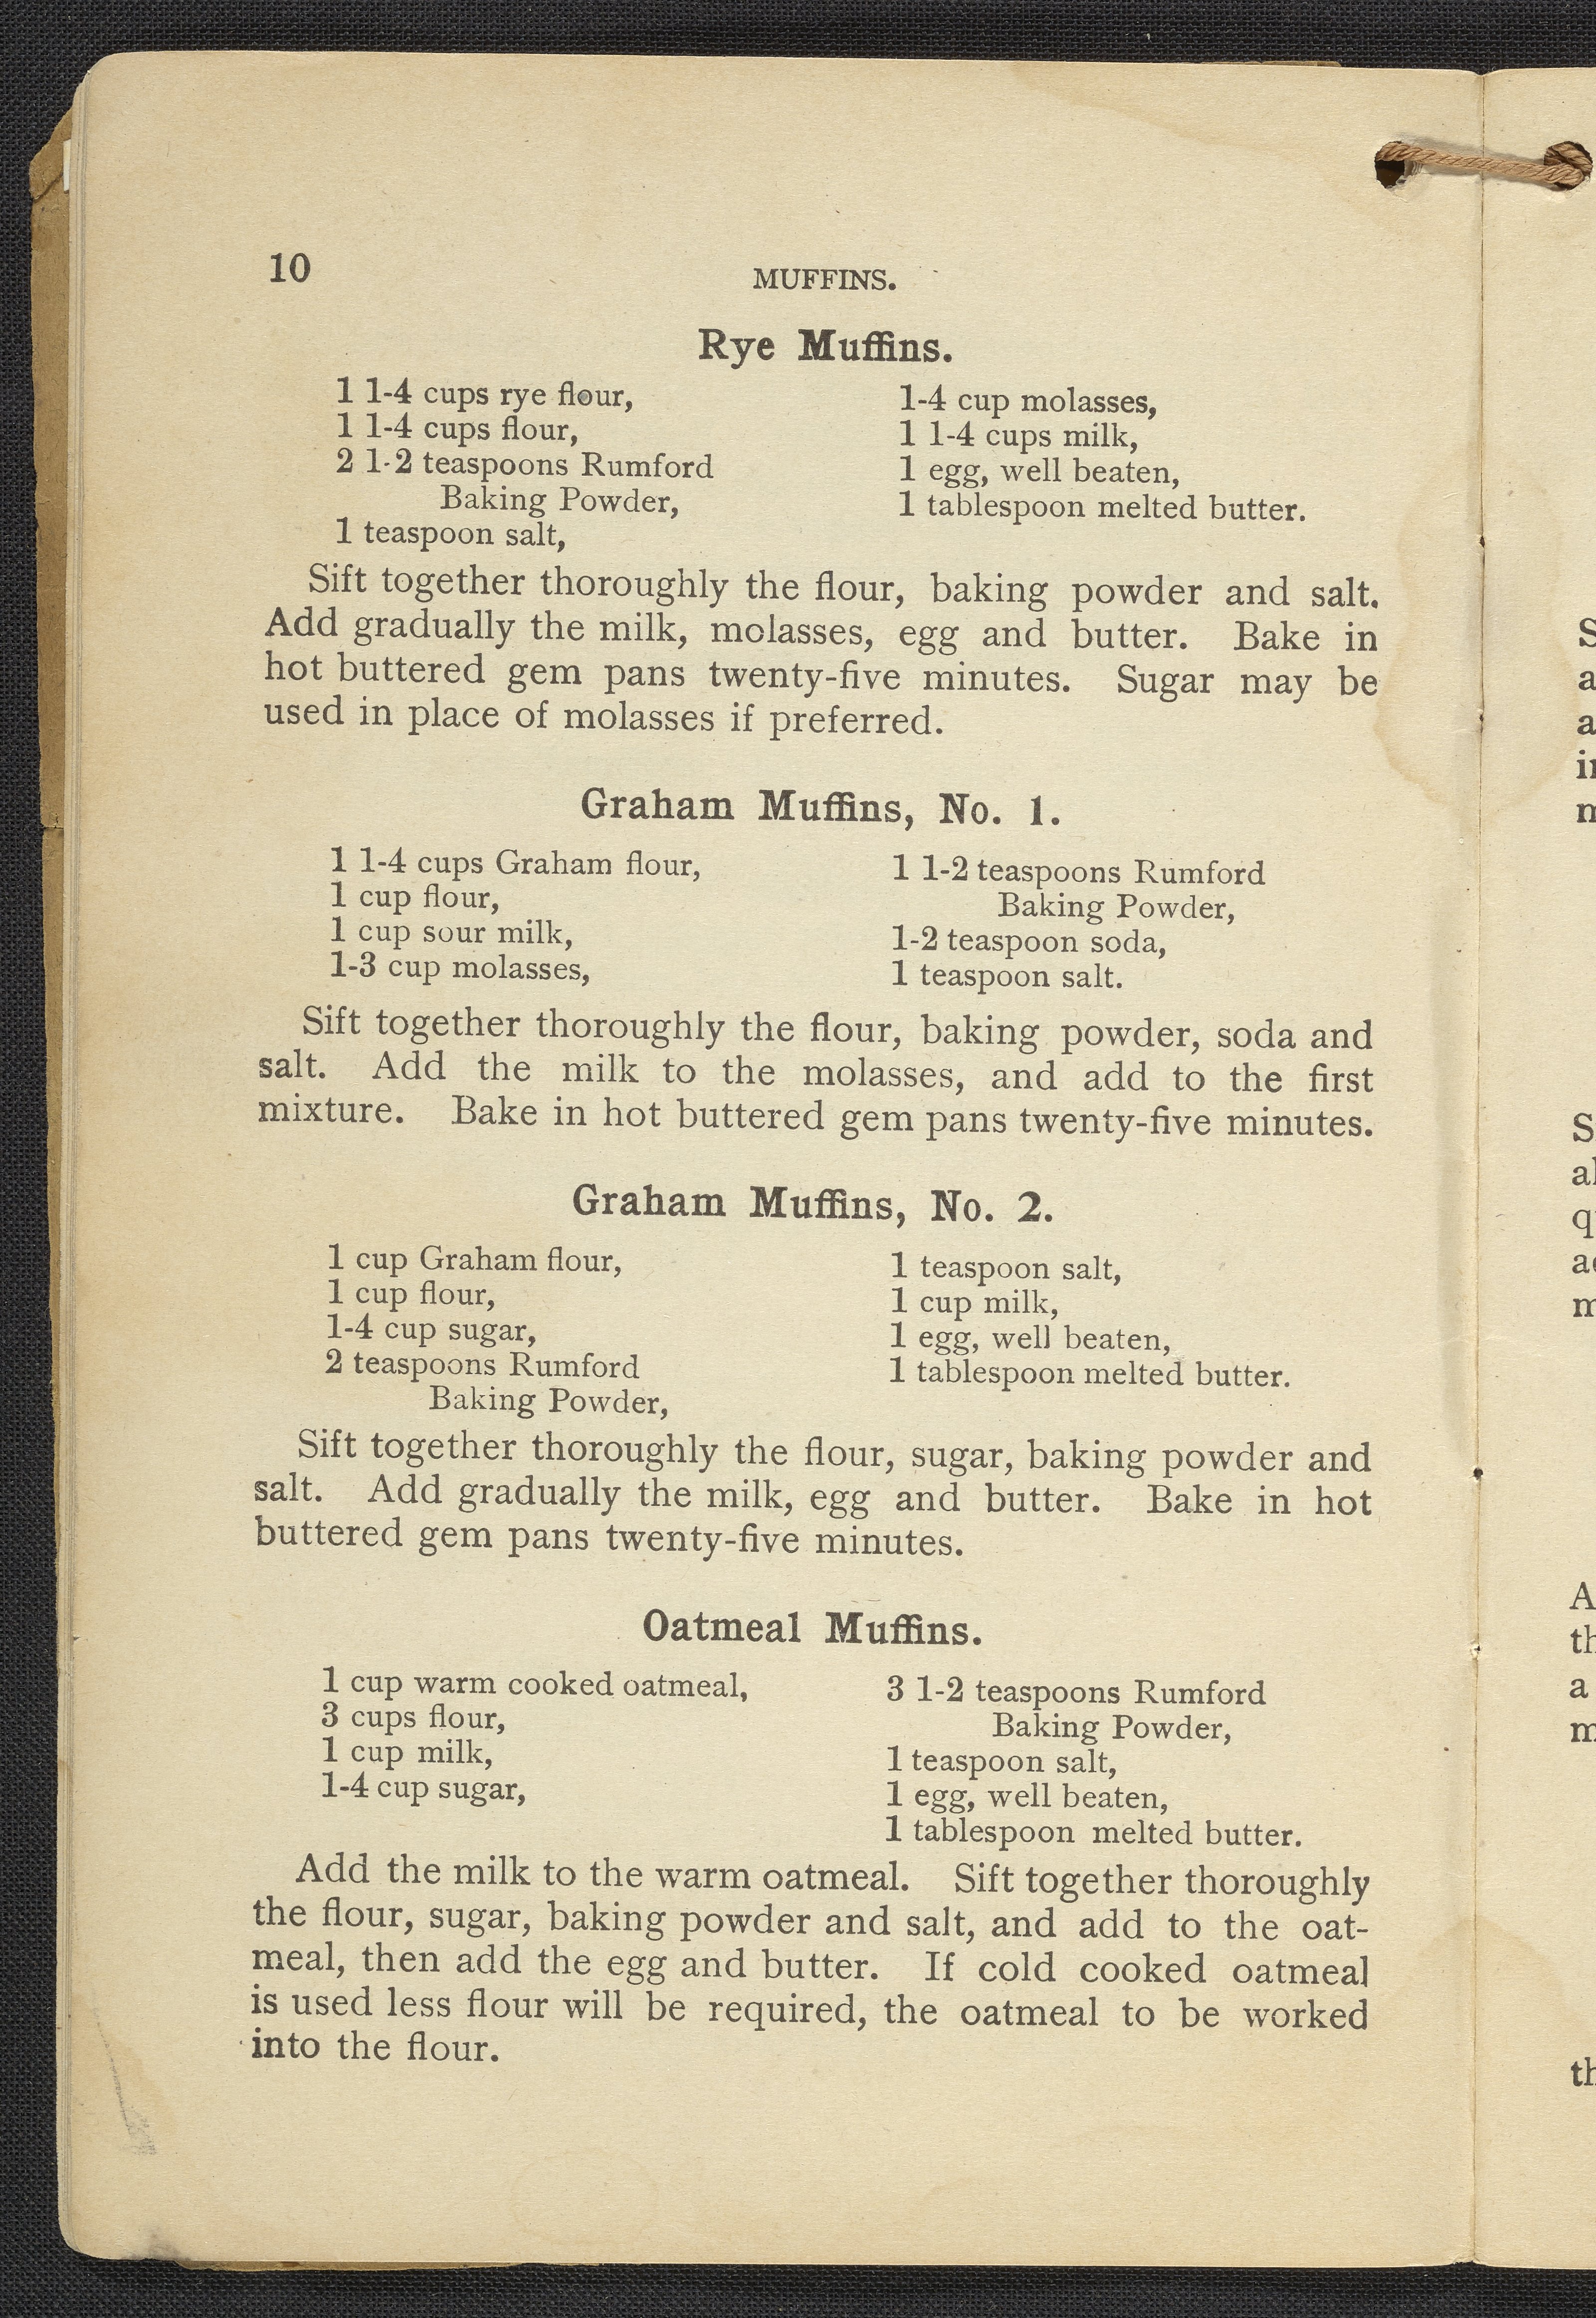 10
MUFFINS.
Rye Muffins.
1 1-4 cups rye flour,
1 1-4 cups flour,
2 1-2 teaspoons Rumford
Baking Powder,
1 teaspoon salt,
1-4 cup molasses,
1 1-4 cups milk,
1 egg, well beaten,
1 tablespoon melted butter.
Sift together thoroughly the flour, baking powder and salt.
Add gradually the milk, molasses, egg and butter. Bake in
hot buttered gem pans twenty-five minutes. Sugar may be
used in place of molasses if preferred.
Graham Muffins, No. 1.
1 1-4 cups Graham flour,
1 cup flour,
1 cup sour milk,
1-3 cup molasses,
1 1-2 teaspoons Rumford
Baking Powder,
1-2 teaspoon soda,
1 teaspoon salt.
Sift together thoroughly the flour, baking powder, soda and
salt. Add the milk to the molasses, and add to the first
mixture. Bake in hot buttered gem pans twenty-five minutes.
Graham Muffins, No. 2.
1 cup Graham flour,
1 cup flour,
1-4 cup sugar,
2 teaspoons Rumford
Baking Powder,
1 teaspoon salt,
1 cup milk,
1 egg, well beaten,
1 tablespoon melted butter.
Sift together thoroughly the flour, sugar, baking powder and
salt. Add gradually the milk, egg and butter. Bake in hot
buttered gem pans twenty-five minutes.
Oatmeal Muffins.
1 cup warm cooked oatmeal,
3 cups flour,
1 cup milk,
1-4 cup sugar,
3 1-2 teaspoons Rumford
Baking Powder,
1 teaspoon salt,
1 egg, well beaten,
1 tablespoon melted butter.
Add the milk to the warm oatmeal. Sift together thoroughly
the flour, sugar, baking powder and salt, and add to the oat-
meal, then add the egg and butter. If cold cooked oatmeal
is used less flour will be required, the oatmeal to be worked
into the flour.